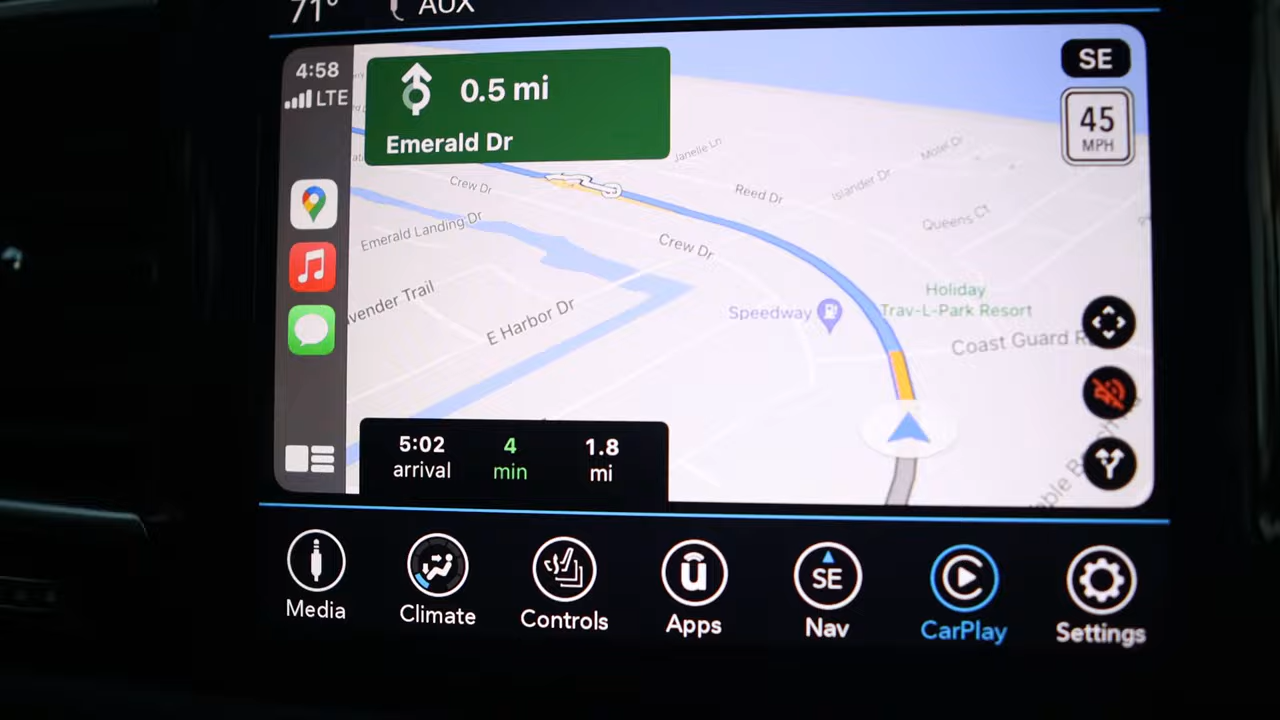 71°
AUX
4:58
LTE
0.5 mi
Emerald Dr
SE
45
MPH
Janelle Ln
Motel Dr
Crew Dr
Reed Dr
Islander Dr
Emerald Landing Dr
Crew Dr
Queens Ct
vender Trail
E Harbor Dr
Speedway
Holiday
Trav-L-Park Resort
Coast Guard R
5:02
arrival
4
min
1.8
mi
Media
Climate
Controls
Apps
SE
Nav
CarPlay
Settings